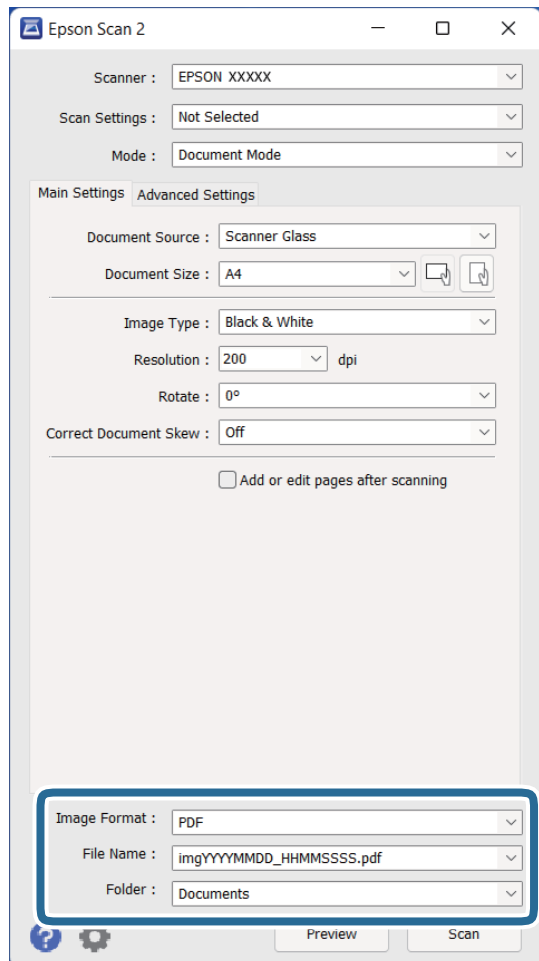 Epson Scan 2
Scanner : EPSON XXXXX
Scan Settings : Not Selected
Mode : Document Mode
Main Settings Advanced Settings
Document Source : Scanner Glass
Document Size : A4
Image Type : Black & White
Resolution : 200 dpi
Rotate : 0°
Correct Document Skew : Off
Add or edit pages after scanning
Image Format : PDF
File Name : imgYYYYMMDD_HHMMSSSS.pdf
Folder : Documents
? Preview Scan